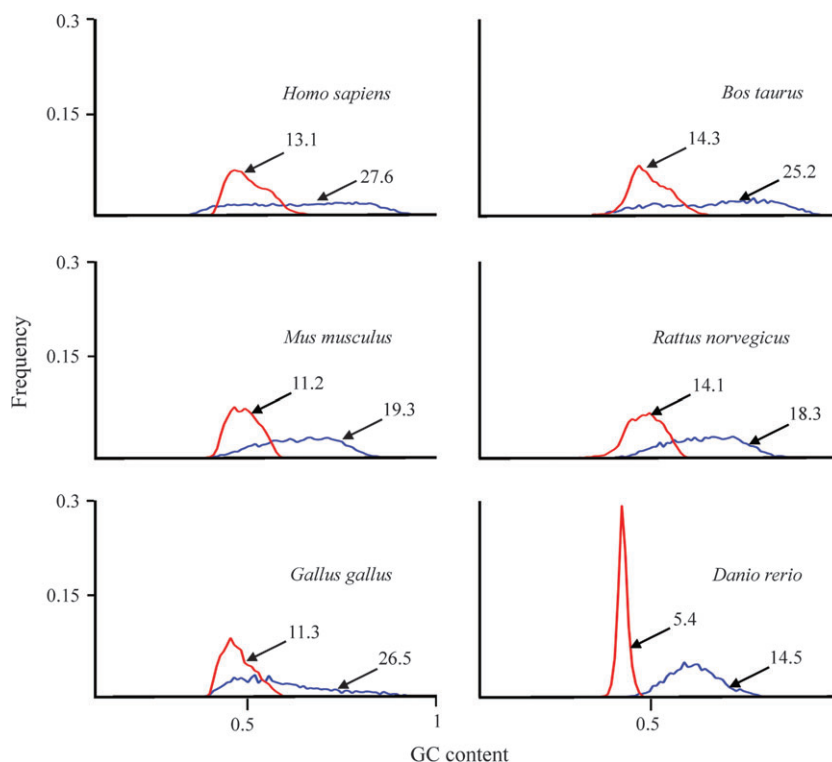 0.3
0.15
Homo sapiens
13.1
27.6
Bos taurus
14.3
25.2
0.3
0.15
Mus musculus
11.2
19.3
Rattus norvegicus
14.1
18.3
Frequency
0.3
0.15
Gallus gallus
11.3
26.5
Danio rerio
5.4
14.5
0.5
1
0.5
GC content